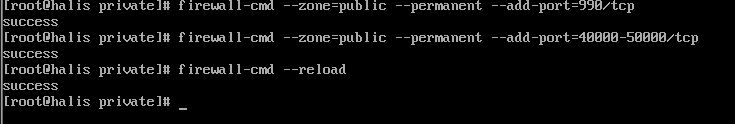 [root@halis private]# firewall-cmd --zone=public --permanent --add-port=990/tcp
success
[root@halis private]# firewall-cmd --zone=public --permanent --add-port=40000-50000/tcp
success
[root@halis private]# firewall-cmd --reload
success
[root@halis private]# _